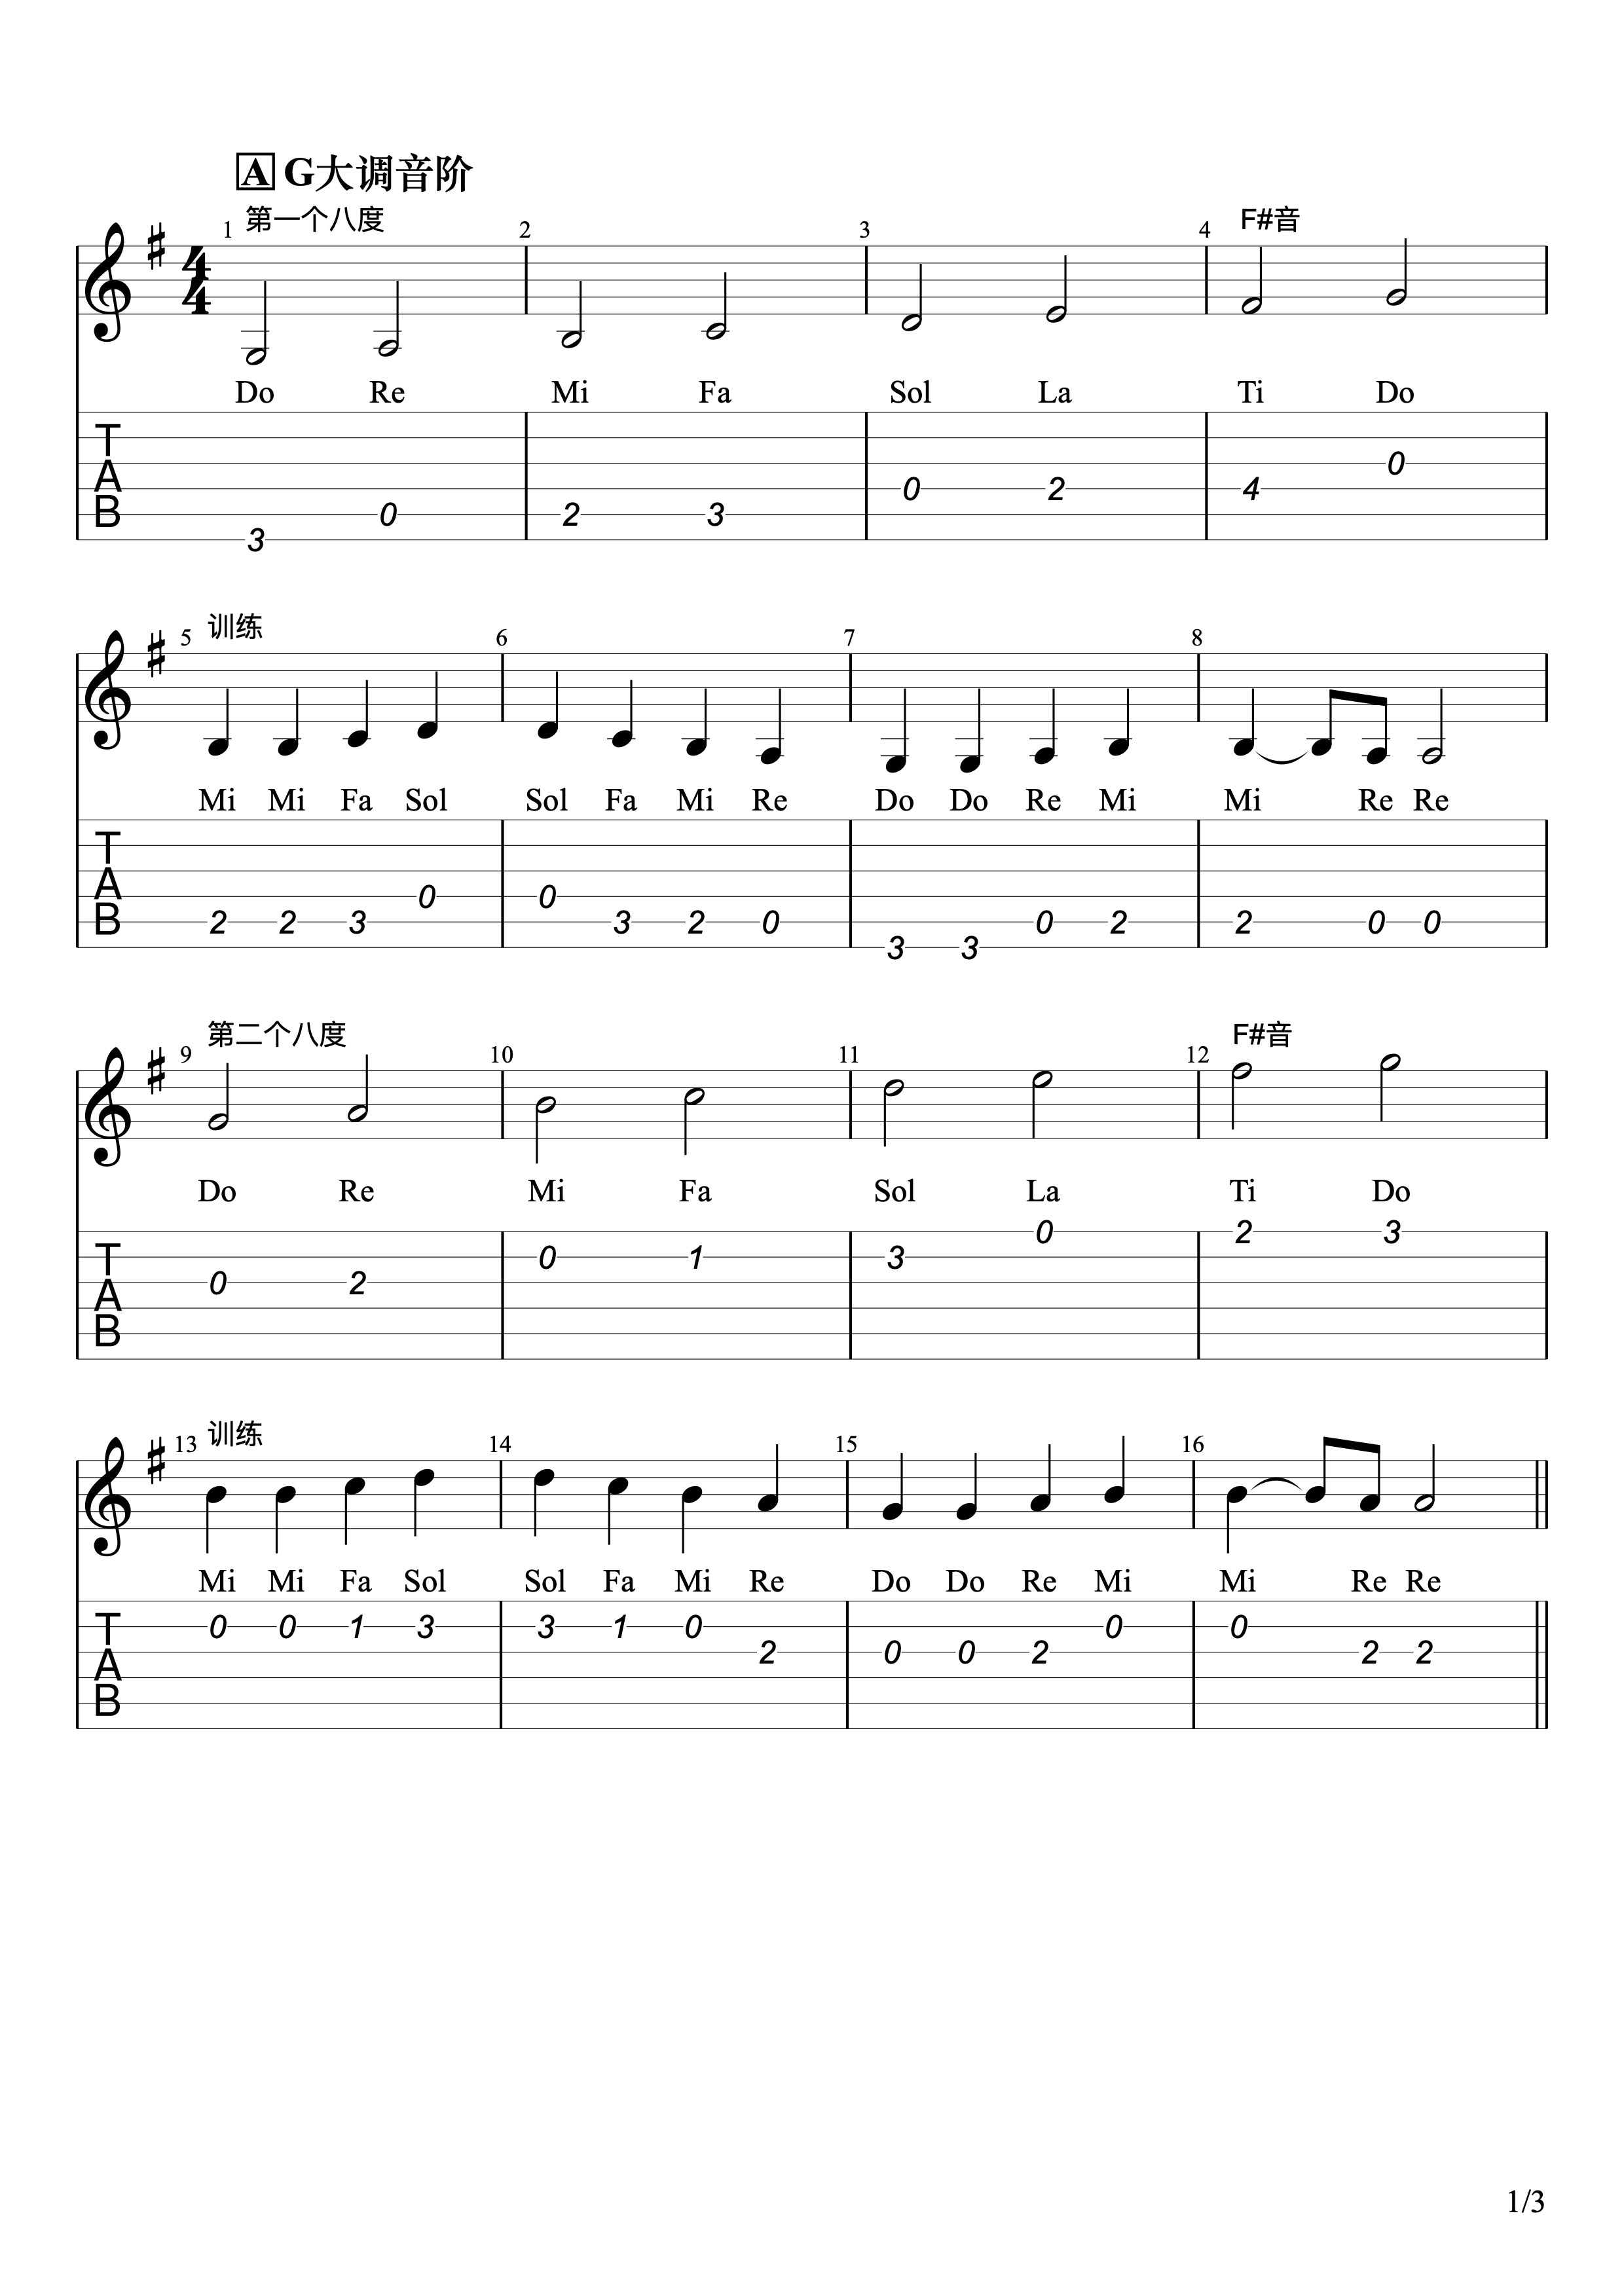 A G大调音阶
第一个八度 F#音
1 2 3 4
4
4
Do Re Mi Fa Sol La Ti Do
T
A
B
0
0 2 4
0 2 3
3
训练
5 6 7 8
Mi Mi Fa Sol Sol Fa Mi Re Do Do Re Mi Mi Re Re
T
A
B
0 0
2 2 3 3 2 0 0 2 2 0 0
3 3
第二个八度 F#音
9 10 11 12
Do Re Mi Fa Sol La Ti Do
0 2 3
T
A
B
0 1 3
0 2
训练
13 14 15 16
Mi Mi Fa Sol Sol Fa Mi Re Do Do Re Mi Mi Re Re
T
A
B
0 0 1 3 3 1 0 0 0
2 0 0 2 2 2
1/3